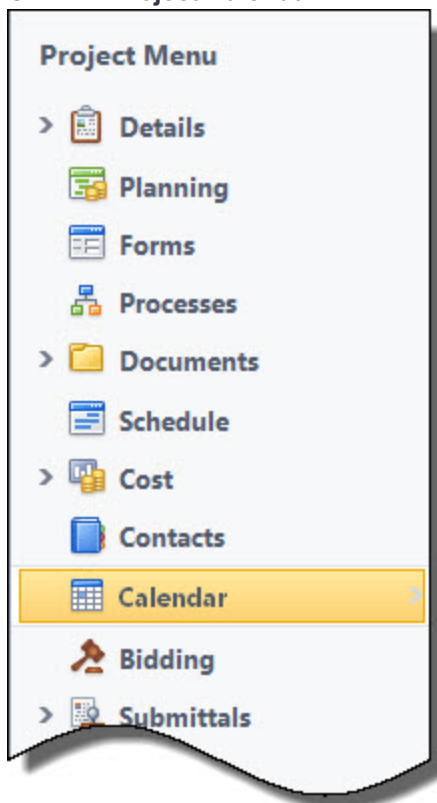 Project Menu
Details
Planning
Forms
Processes
Documents
Schedule
Cost
Contacts
Calendar
Bidding
Submittals